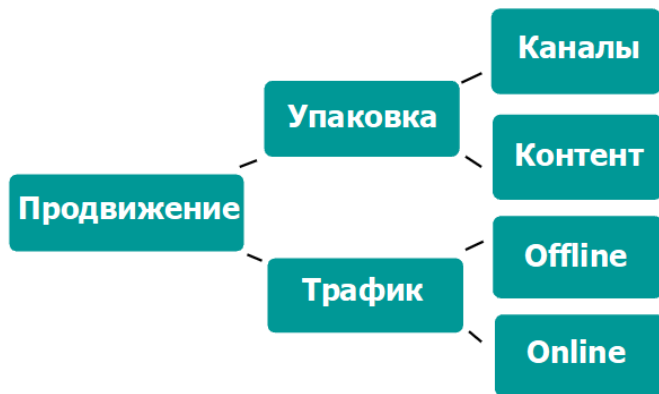 Каналы
Упаковка
Контент
Продвижение
Offline
Трафик
Online